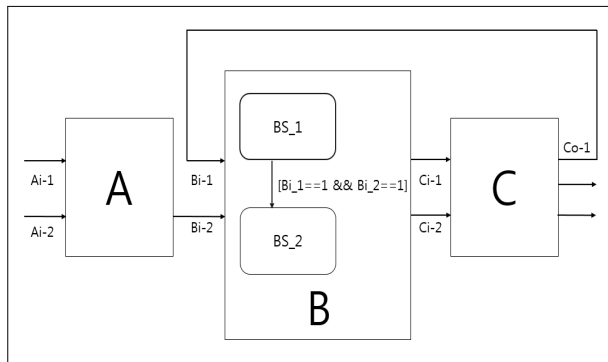 BS_1
Co-1
Ai-1
A
Bi-1
[Bi_1==1 && Bi_2==1]
Ci-1
C
Ai-2
Bi-2
BS_2
Ci-2
B